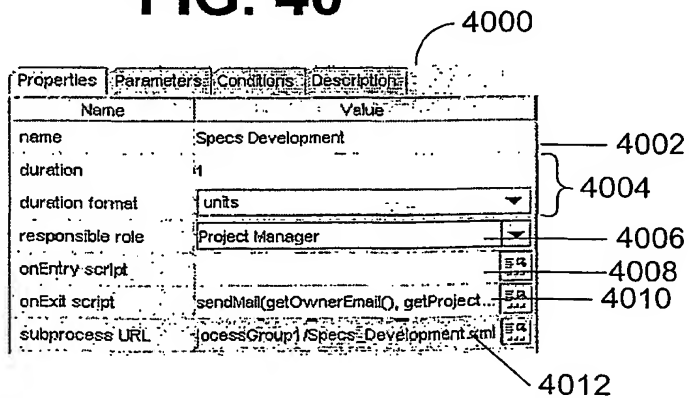 FIG. 40
4000
Properties Parameters Conditions Description
Name Value
name Specs Development 4002
duration 1
duration format units 4004
responsible role Project Manager 4006
onEntry script 4008
onExit script sendMail(getOwnerEmail(), getProject... 4010
subprocess URL ocessGroup1/Specs_Development.xml
4012